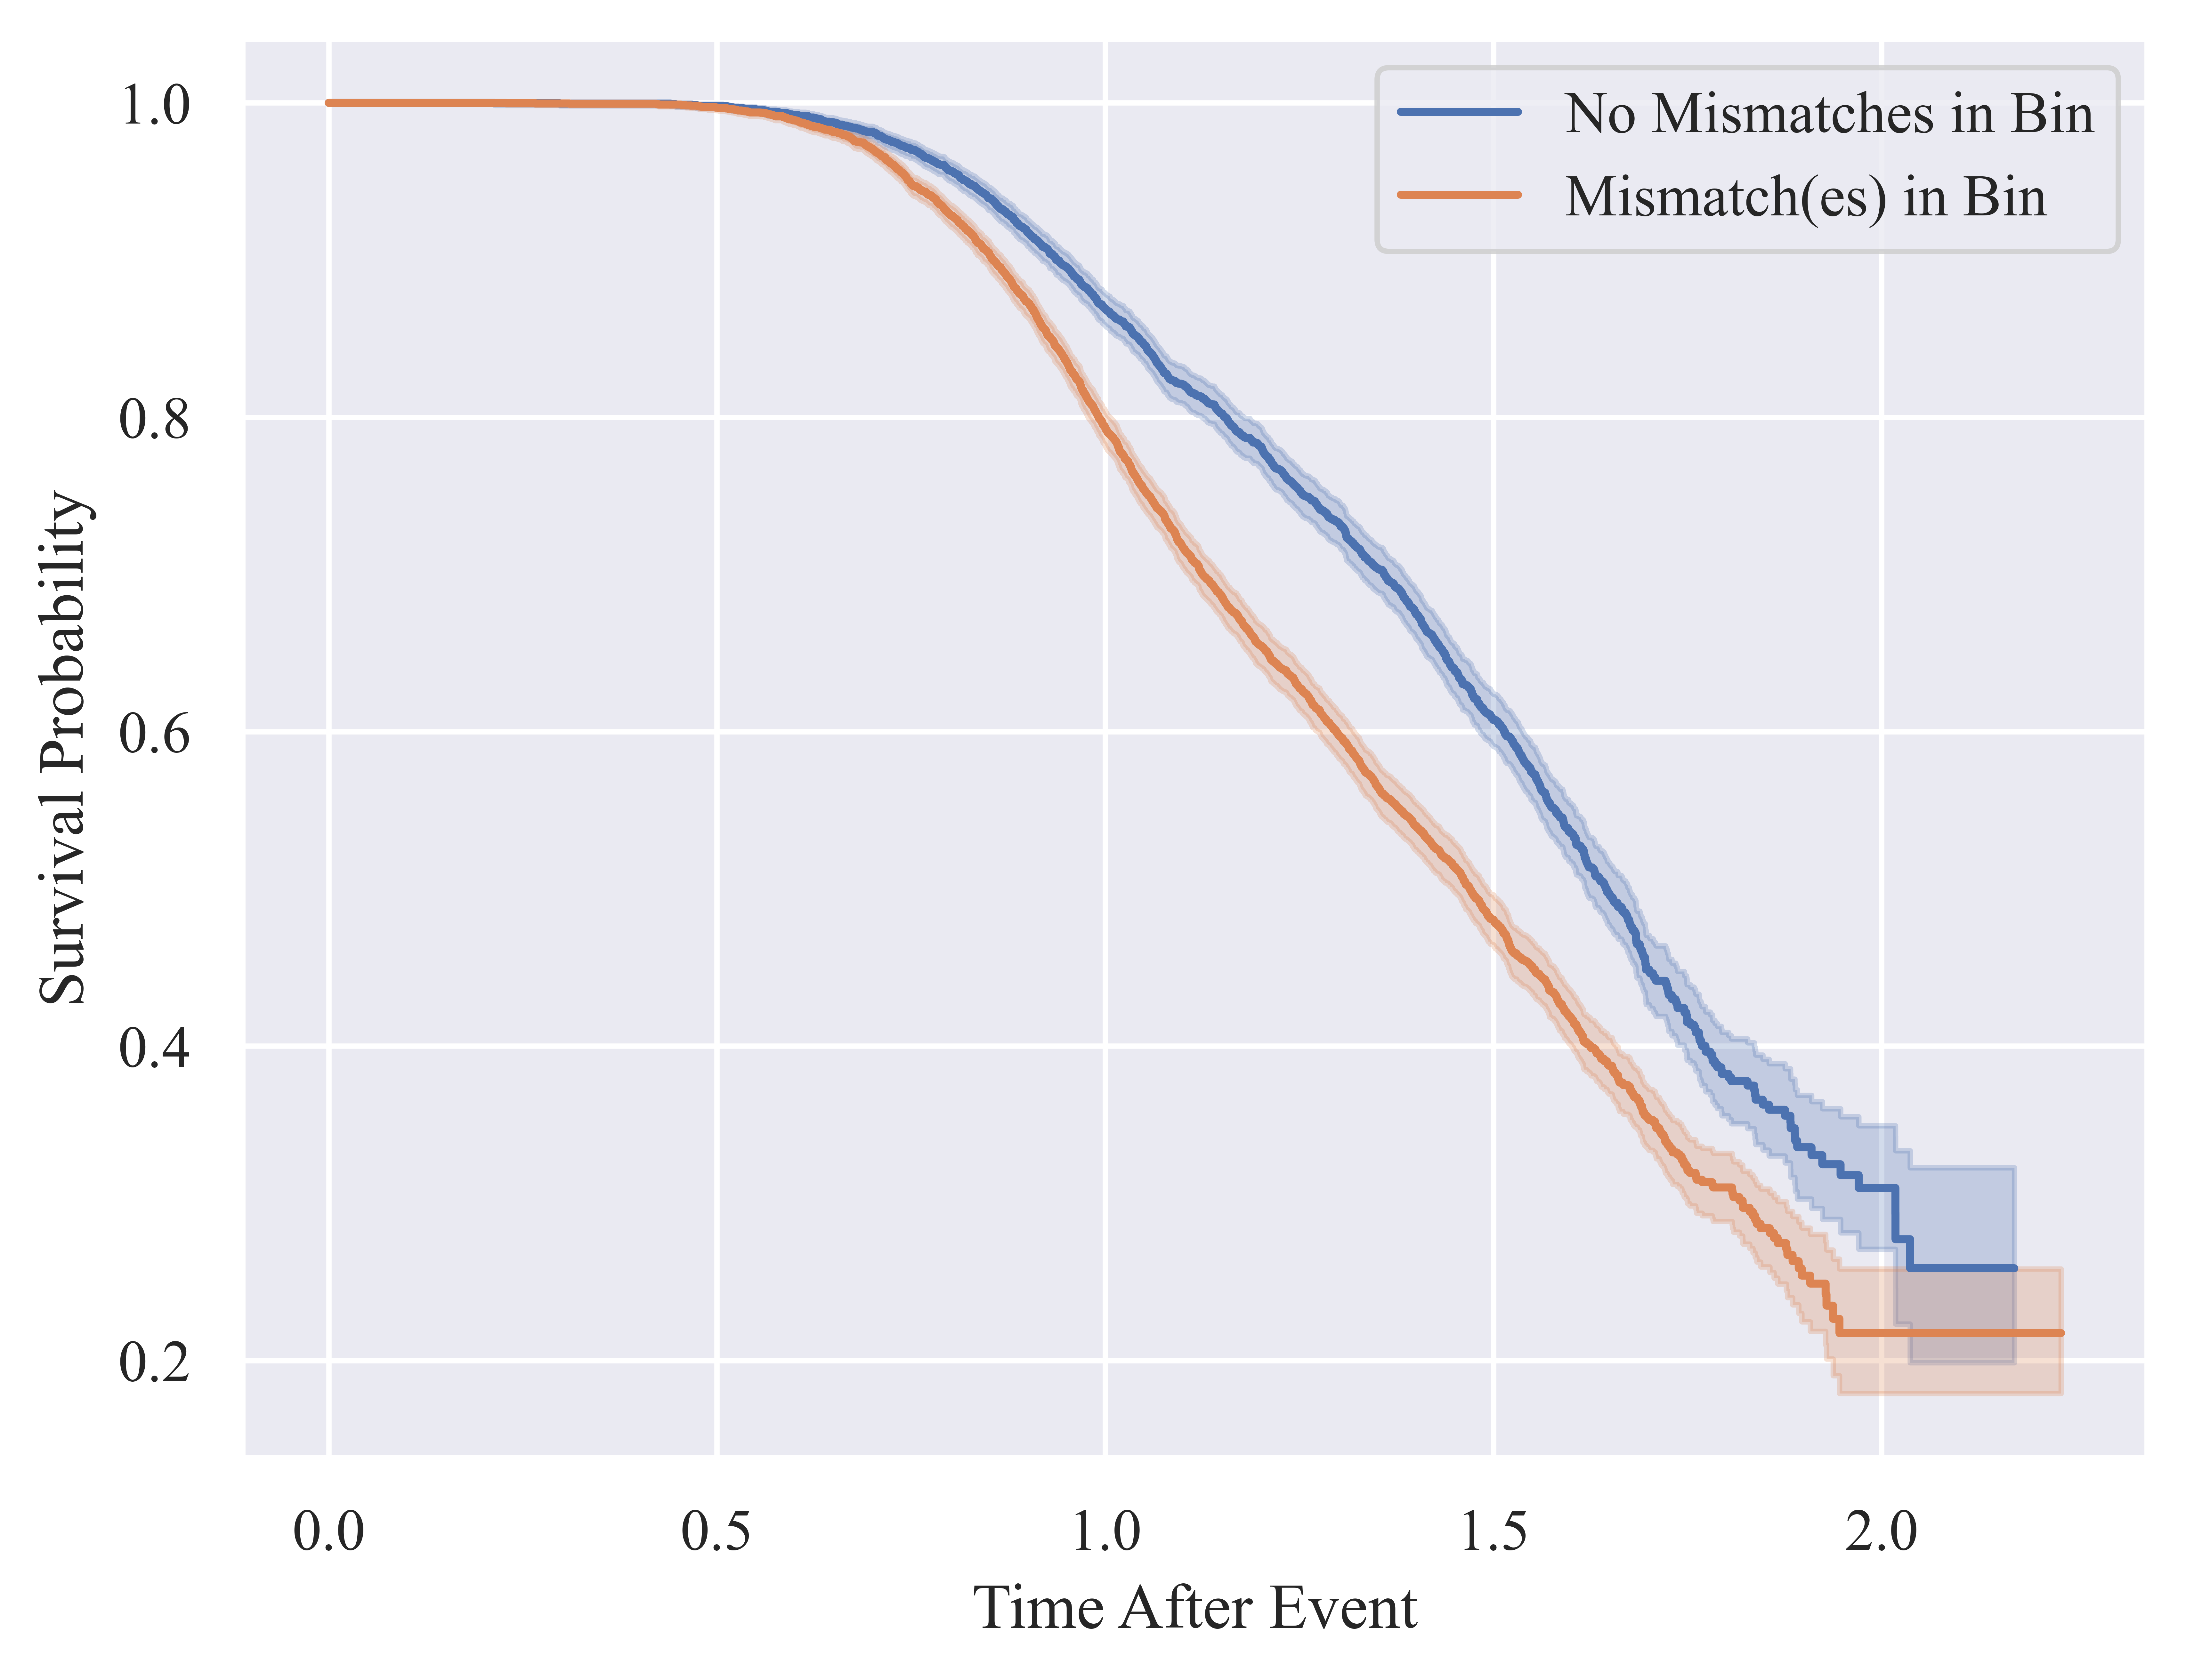 No Mismatches in Bin
Mismatch(es) in Bin
1.0
0.8
0.6
0.4
0.2
Survival Probability
0.0 0.5 1.0 1.5 2.0
Time After Event